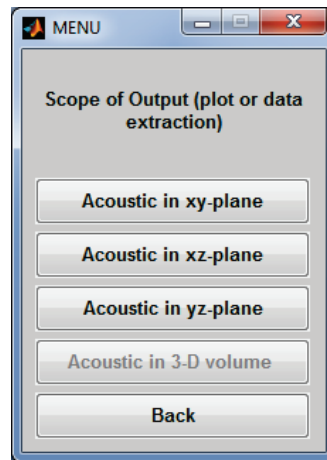 MENU
Scope of Output (plot or data
extraction)
Acoustic in xy-plane
Acoustic in xz-plane
Acoustic in yz-plane
Acoustic in 3-D volume
Back